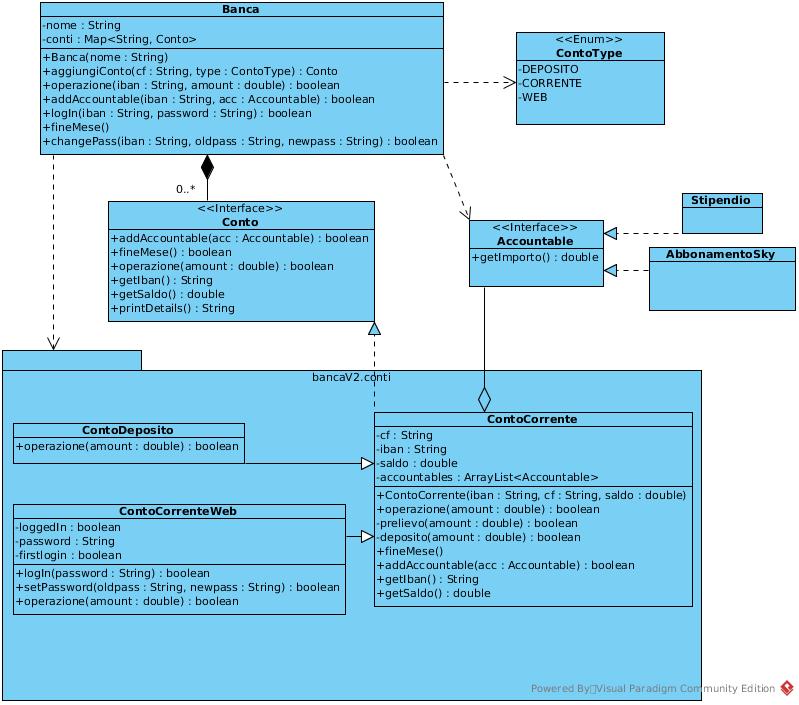 Banca
-nome : String
-conti : Map<String, Conto>
+Banca(nome : String)
+aggiungiConto(cf : String, type : ContoType) : Conto
+operazione(iban : String, amount : double) : boolean
+addAccountable(iban : String, acc : Accountable) : boolean
+logIn(iban : String, password : String) : boolean
+fineMese()
+changePass(iban : String, oldpass : String, newpass : String) : boolean
<<Enum>>
ContoType
-DEPOSITO
-CORRENTE
-WEB
0..*
<<Interface>>
Conto
+addAccountable(acc : Accountable) : boolean
+fineMese() : boolean
+operazione(amount : double) : boolean
+getIban() : String
+getSaldo() : double
+printDetails() : String
<<Interface>>
Accountable
+getImporto() : double
Stipendio
AbbonamentoSky
bancaV2.conti
ContoDeposito
+operazione(amount : double) : boolean
ContoCorrente
-cf : String
-iban : String
-saldo : double
-accountables : ArrayList<Accountable>
+ContoCorrente(iban : String, cf : String, saldo : double)
+operazione(amount : double) : boolean
-prelievo(amount : double) : boolean
-deposito(amount : double) : boolean
+fineMese()
+addAccountable(acc : Accountable) : boolean
+getIban() : String
+getSaldo() : double
ContoCorrenteWeb
-loggedIn : boolean
-password : String
-firstlogin : boolean
+logIn(password : String) : boolean
+setPassword(oldpass : String, newpass : String) : boolean
+operazione(amount : double) : boolean
Powered By Visual Paradigm Community Edition